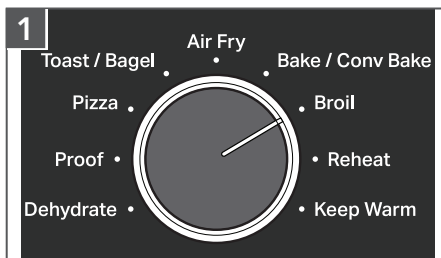 1
Air Fry
Toast / Bagel
Bake / Conv Bake
Pizza
Broil
Proof
Reheat
Dehydrate
Keep Warm